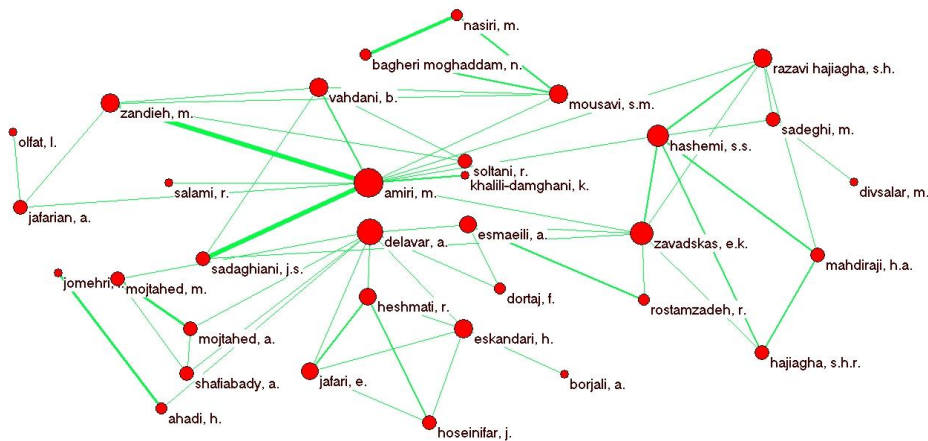 nasiri, m.
bagheri moghaddam, n.
razavi hajiagha, s.h.
vahdani, b.
mousavi, s.m.
zandieh, m.
sadeghi, m.
olfat, l.
hashemi, s.s.
soltani, r.
khalili-damghani, k.
salami, r.
amiri, m.
divsalar, m.
jafarian, a.
esmaeili, a.
delavar, a.
zavadskas, e.k.
sadaghiani, j.s.
mahdiraji, h.a.
jomehri,
mojtahed, m.
dortaj, f.
rostamzadeh, r.
heshmati, r.
mojtahed, a.
eskandari, h.
hajiagha, s.h.r.
shafiabady, a.
jafari, e.
borjali, a.
ahadi, h.
hoseinifar, j.